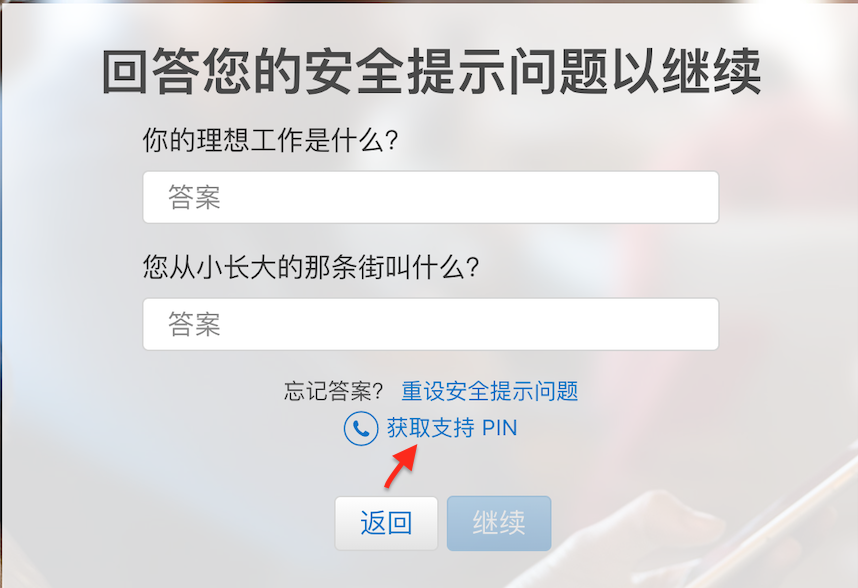 回答您的安全提示问题以继续
你的理想工作是什么？
答案
您从小长大的那条街叫什么？
答案
忘记答案？ 重设安全提示问题
获取支持 PIN
返回 继续